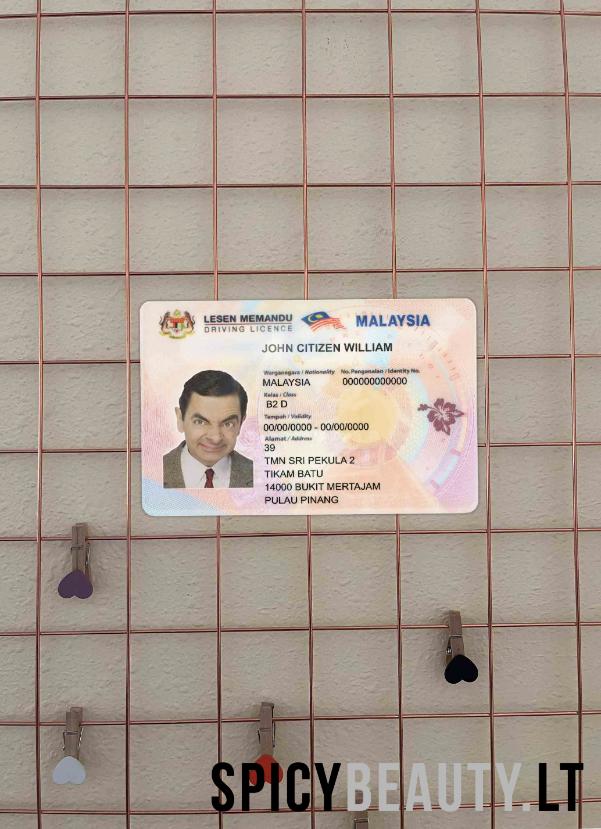 LESEN MEMANDU
DRIVING LICENCE
MALAYSIA
JOHN CITIZEN WILLIAM
Warganegara / Nationality No. Pengenalan / Identity No.
MALAYSIA 000000000000
Kelas / Class
B2 D
Tempoh / Validity
00/00/0000 - 00/00/0000
Alamat / Address
39
TMN SRI PEKULA 2
TIKAM BATU
14000 BUKIT MERTAJAM
PULAU PINANG
SPICYBEAUTY.LT